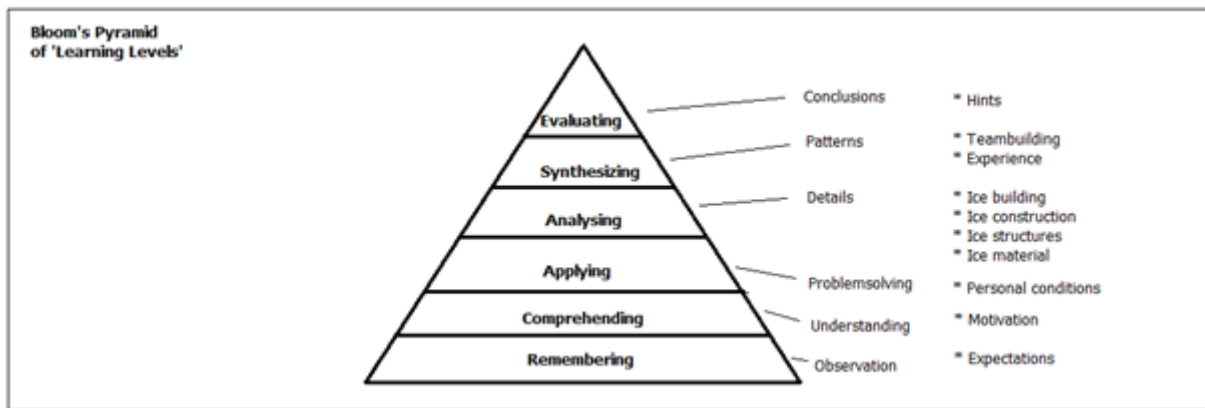 Bloom's Pyramid
of 'Learning Levels'
Evaluating
Conclusions
* Hints
Synthesizing
Patterns
* Teambuilding
* Experience
Analysing
Details
* Ice building
* Ice construction
* Ice structures
* Ice material
Applying
Problemsolving
* Personal conditions
Comprehending
Understanding
* Motivation
Remembering
Observation
* Expectations